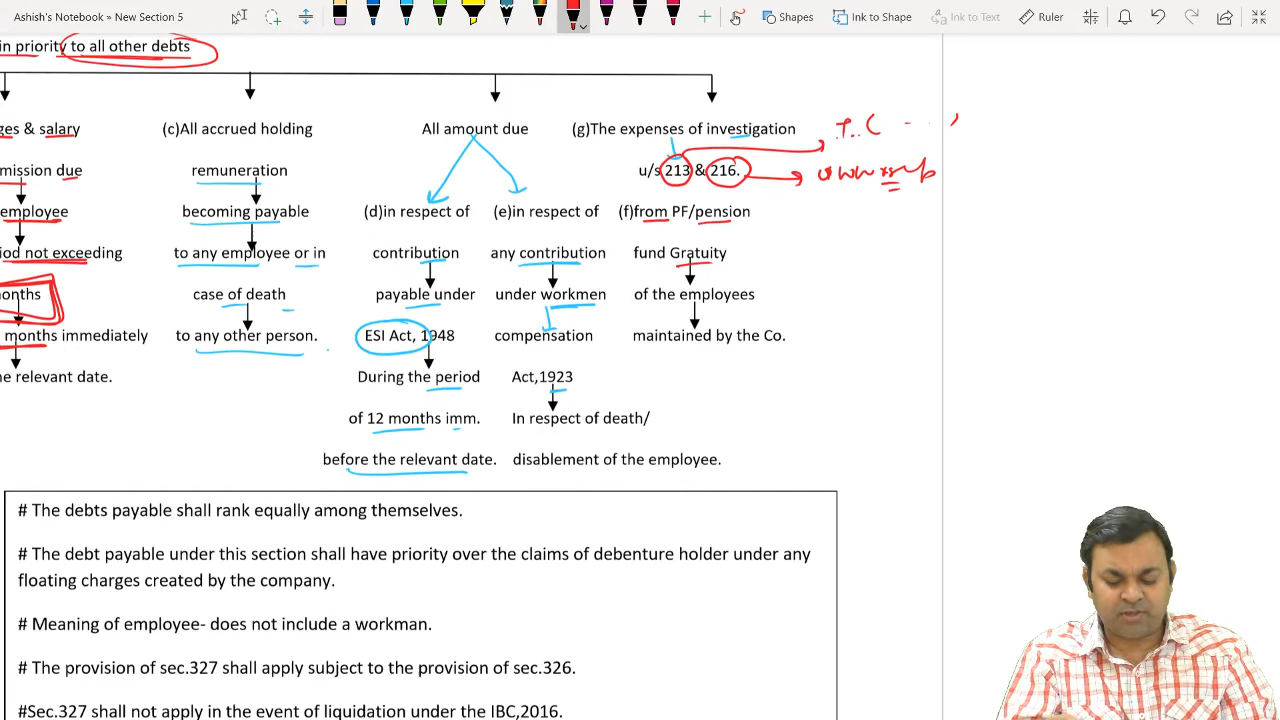 Ashish's Notebook » New Section 5
Shapes
Ink to Shape
Ink to Text
Ruler
in priority to all other debts
ges & salary
mission due
employee
iod not exceeding
onths
months immediately
he relevant date.
(c)All accrued holding
remuneration
becoming payable
to any employee or in
case of death
to any other person.
All amount due
(d)in respect of
contribution
payable under
ESI Act, 1948
During the period
of 12 months imm.
before the relevant date.
(e)in respect of
any contribution
under workmen
compensation
Act,1923
In respect of death/
disablement of the employee.
(g)The expenses of investigation
u/s 213 & 216.
(f)from PF/pension
fund Gratuity
of the employees
maintained by the Co.
# The debts payable shall rank equally among themselves.
# The debt payable under this section shall have priority over the claims of debenture holder under any
floating charges created by the company.
# Meaning of employee- does not include a workman.
# The provision of sec.327 shall apply subject to the provision of sec.326.
#Sec.327 shall not apply in the event of liquidation under the IBC,2016.